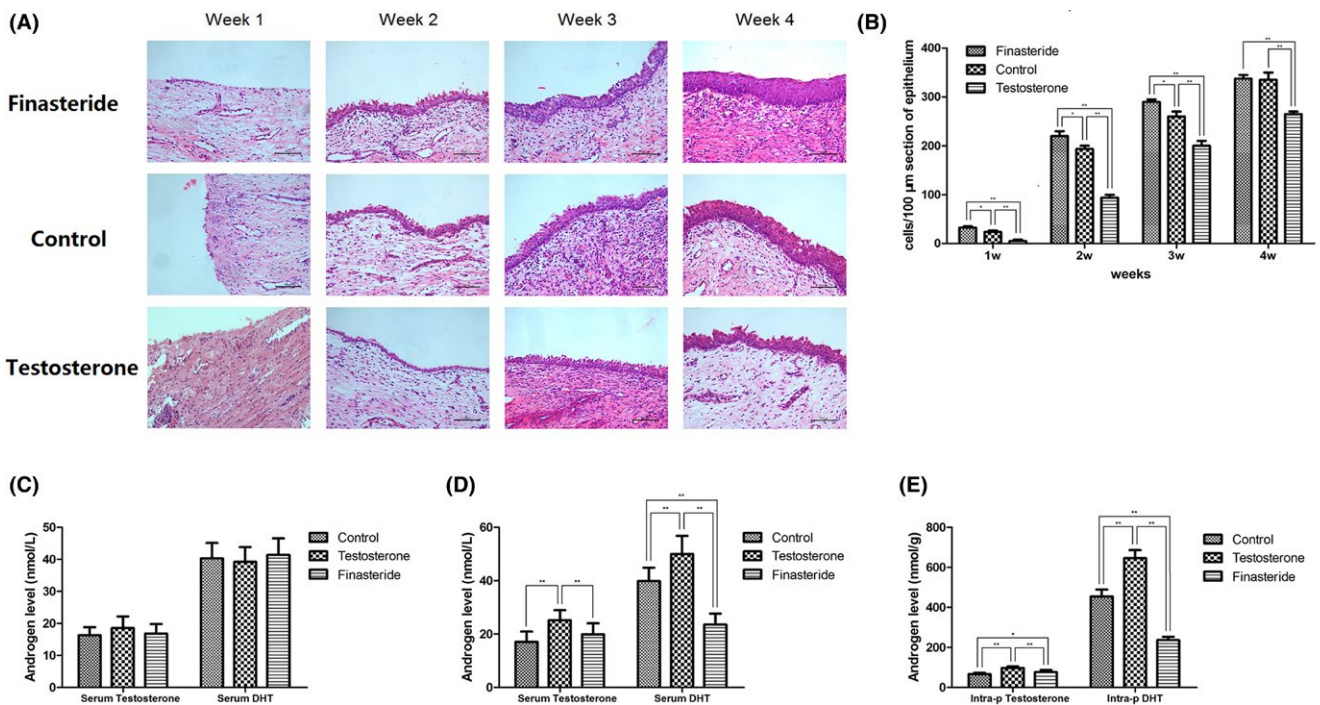 (A)
Week 1 Week 2 Week 3 Week 4
Finasteride
Control
Testosterone
(B)
cells/100 µm section of epithelium
400
300
200
100
0
Finasteride
Control
Testosterone
** ** * ** ** * ** ** * ** ** **
1w 2w 3w 4w
weeks
(C)
Androgen level (nmol/L)
50
40
30
20
10
0
Control
Testosterone
Finasteride
Serum Testosterone Serum DHT
(D)
Androgen level (nmol/L)
60
40
20
0
** ** ** ** **
Control
Testosterone
Finasteride
Serum Testosterone Serum DHT
(E)
Androgen level (nmol/g)
800
600
400
200
0
* ** ** ** ** **
Control
Testosterone
Finasteride
Intra-p Testosterone Intra-p DHT